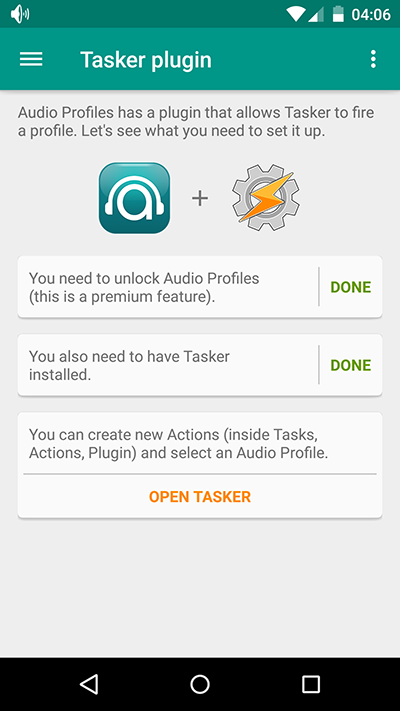 04:06
Tasker plugin
Audio Profiles has a plugin that allows Tasker to fire
a profile. Let's see what you need to set it up.
+
You need to unlock Audio Profiles
(this is a premium feature).
DONE
You also need to have Tasker
installed.
DONE
You can create new Actions (inside Tasks,
Actions, Plugin) and select an Audio Profile.
OPEN TASKER